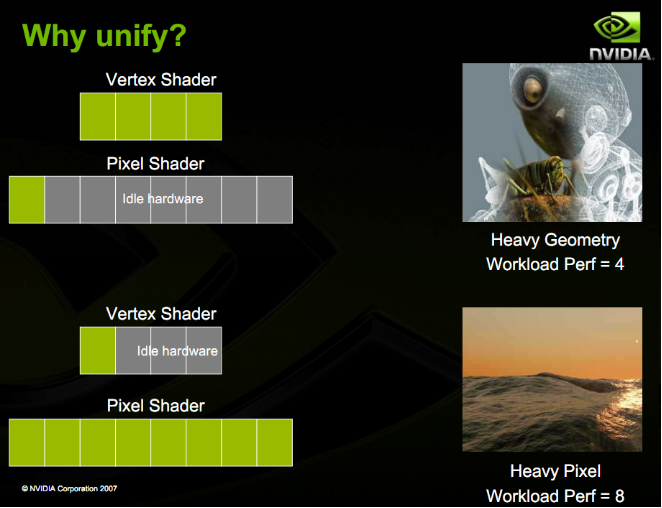 Why unify?
NVIDIA.
Vertex Shader
Pixel Shader
Idle hardware
Heavy Geometry
Workload Perf = 4
Vertex Shader
Idle hardware
Pixel Shader
Heavy Pixel
Workload Perf = 8
© NVIDIA Corporation 2007